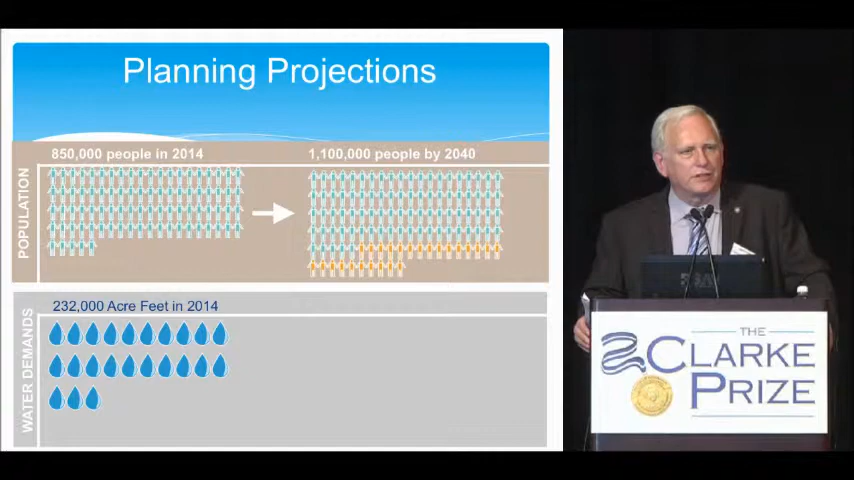 Planning Projections
850,000 people in 2014
1,100,000 people by 2040
POPULATION
232,000 Acre Feet in 2014
WATER DEMANDS
THE
CLARKE
PRIZE